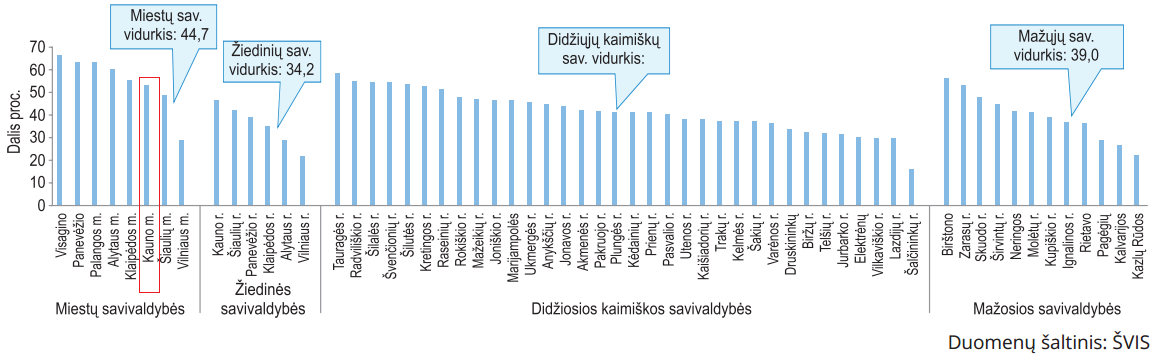 Miestų sav.
vidurkis: 44,7
Žiedinių sav.
vidurkis: 34,2
Didžiųjų kaimiškų
sav. vidurkis:
Mažųjų sav.
vidurkis: 39,0
Dalis proc.
70
60
50
40
30
20
10
0
Visagino
Panevėžio
Palangos m.
Alytaus m.
Klaipėdos m.
Kauno m.
Šiaulių m.
Vilniaus m.
Kauno r.
Šiaulių r.
Panevėžio r.
Klaipėdos r.
Alytaus r.
Vilniaus r.
Tauragės r.
Radviliškio r.
Šilalės r.
Švenčionių r.
Šilutės r.
Kretingos r.
Raseinių r.
Rokiškio r.
Mažeikių r.
Joniškio r.
Marijampolės
Ukmergės r.
Anykščių r.
Jonavos r.
Akmenės r.
Pakruojo r.
Plungės r.
Kėdainių r.
Prienų r.
Pasvalio r.
Utenos r.
Kaišiadorių r.
Trakų r.
Kelmės r.
Šakių r.
Varėnos r.
Druskininkų
Biržų r.
Telšių r.
Jurbarko r.
Elektrėnų
Vilkaviškio r.
Lazdijų r.
Šalčininkų r.
Birštono
Zarasų r.
Skuodo r.
Širvintų r.
Neringos
Molėtų r.
Kupiškio r.
Ignalinos r.
Rietavo
Pagėgių
Kalvarijos
Kazlų Rūdos
Miestų savivaldybės
Žiedinės
savivaldybės
Didžiosios kaimiškos savivaldybės
Mažosios savivaldybės
Duomenų šaltinis: ŠVIS